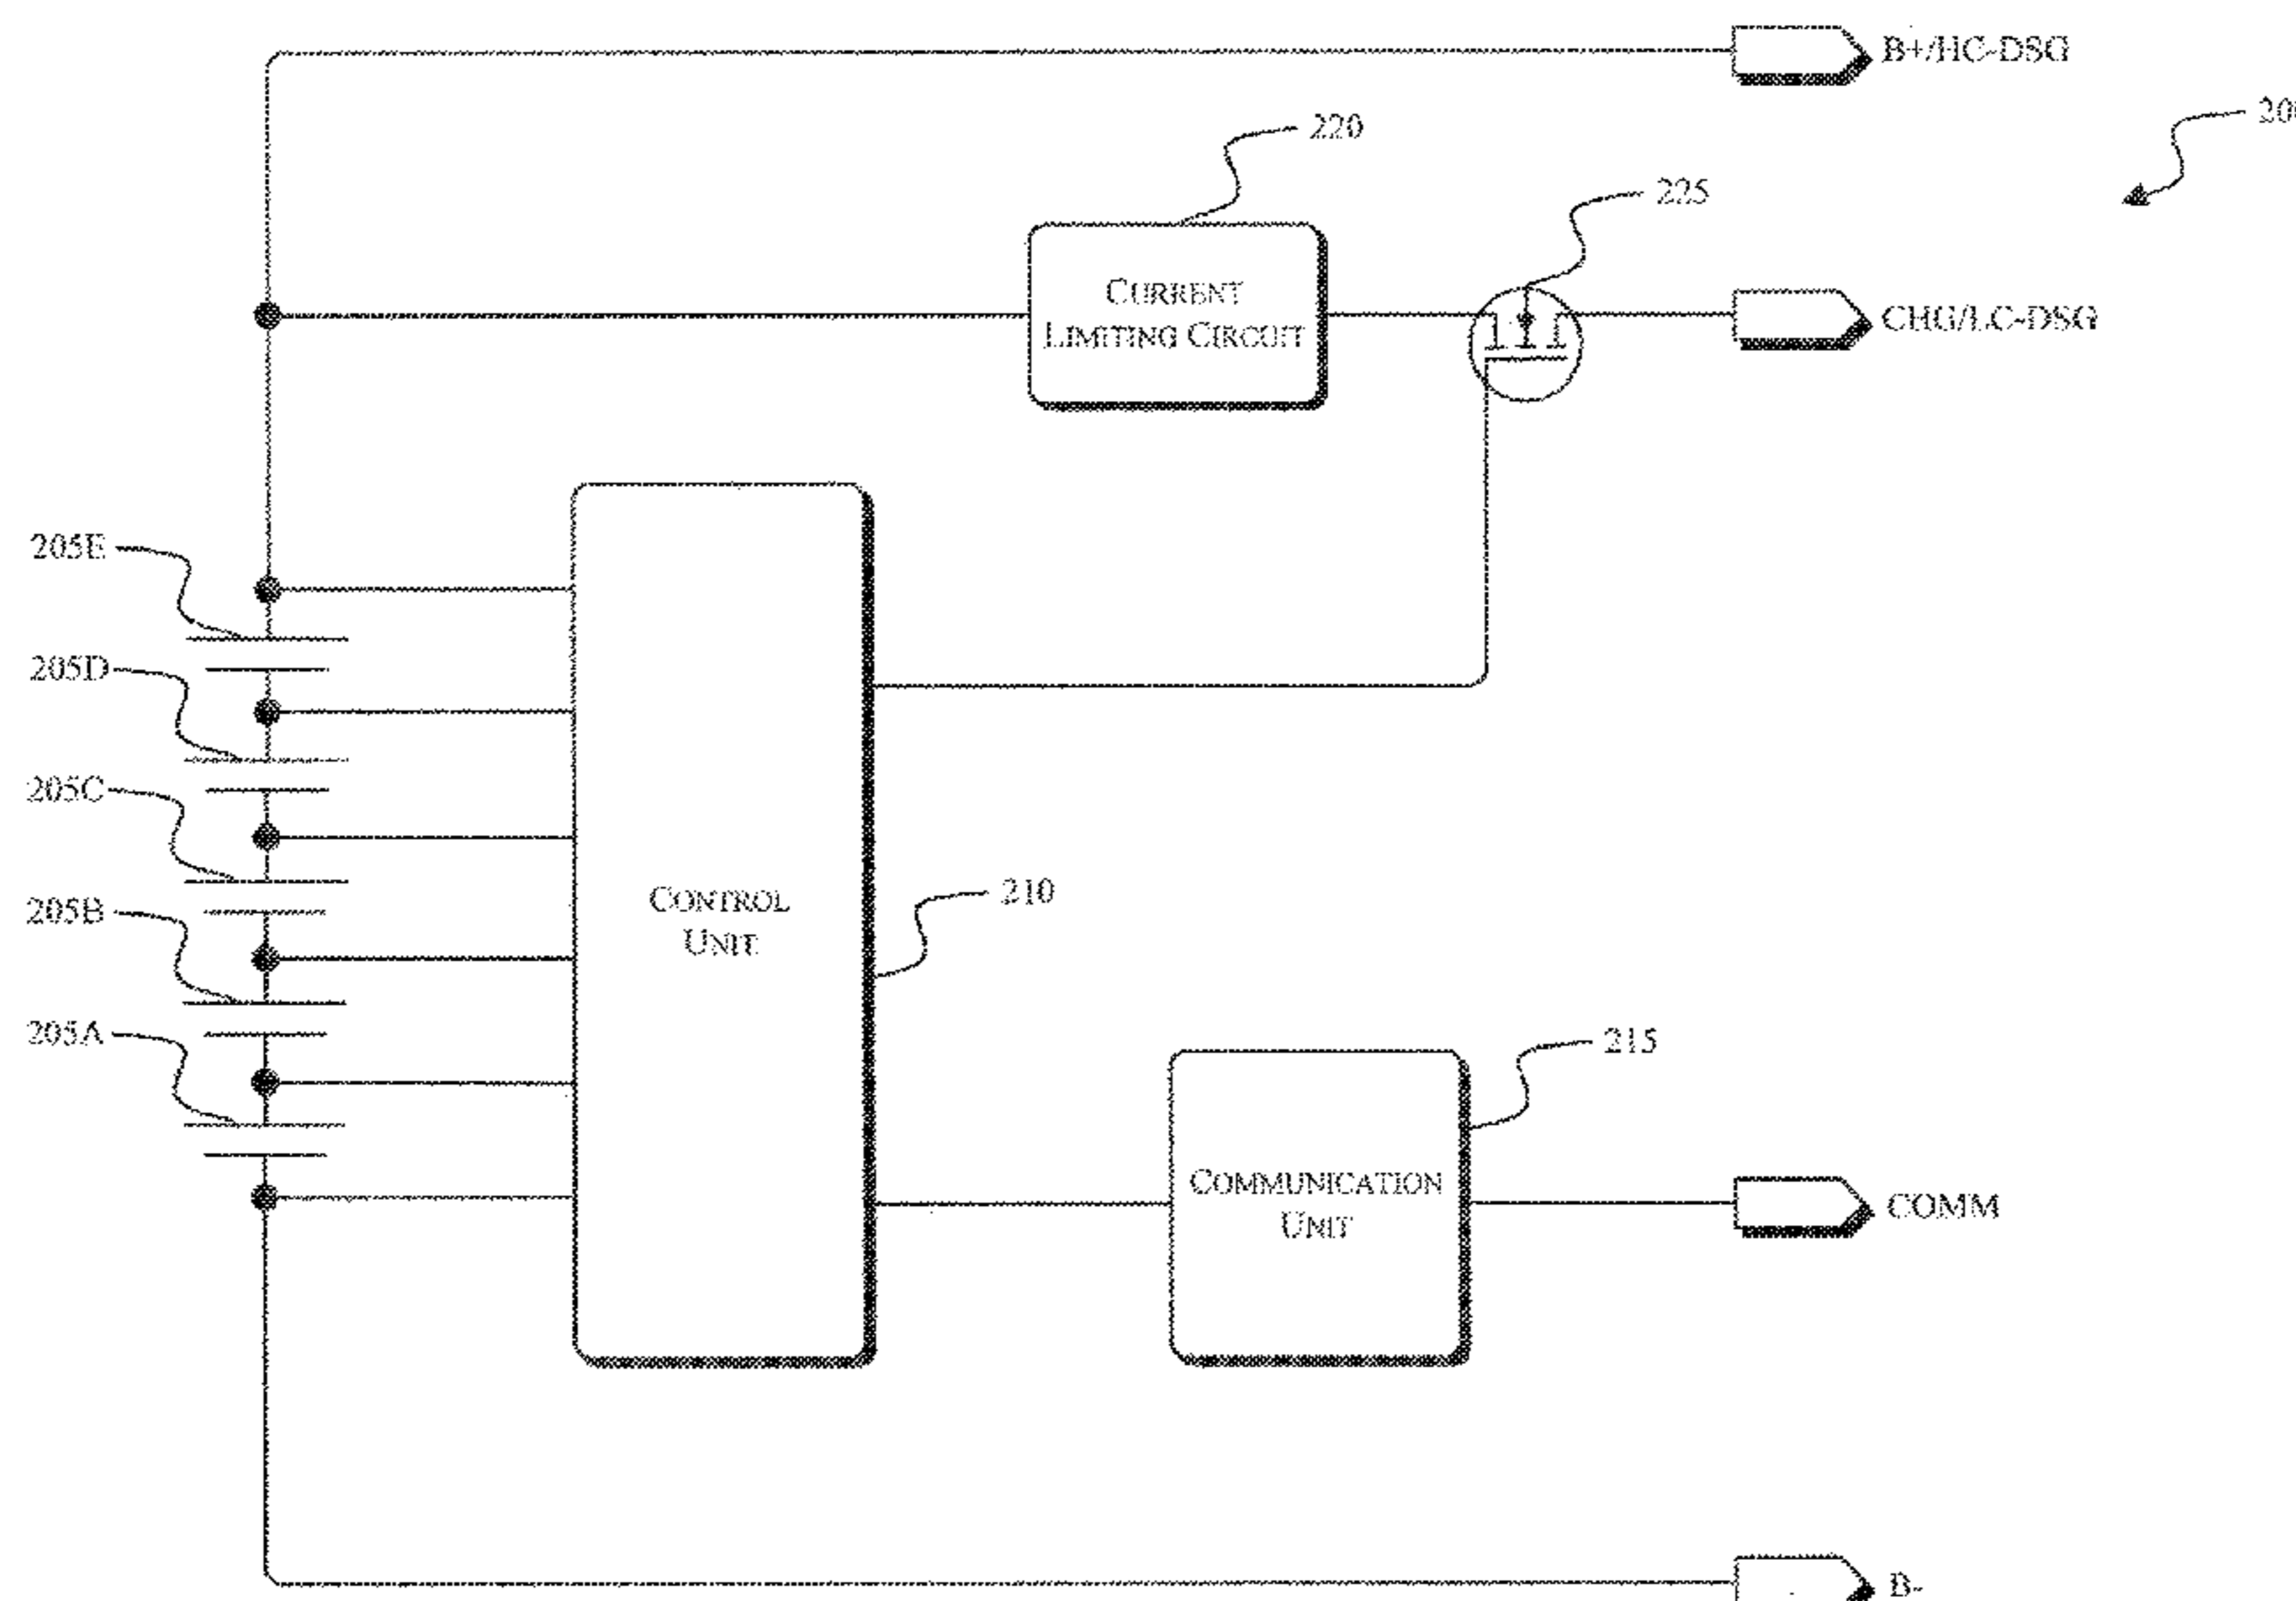 B+/HC-DSG
220
225
CURRENT
LIMITING CIRCUIT
CHG/LC-DSG
205E
205D
205C
205B
205A
CONTROL
UNIT
210
215
COMMUNICATION
UNIT
COMM
B-